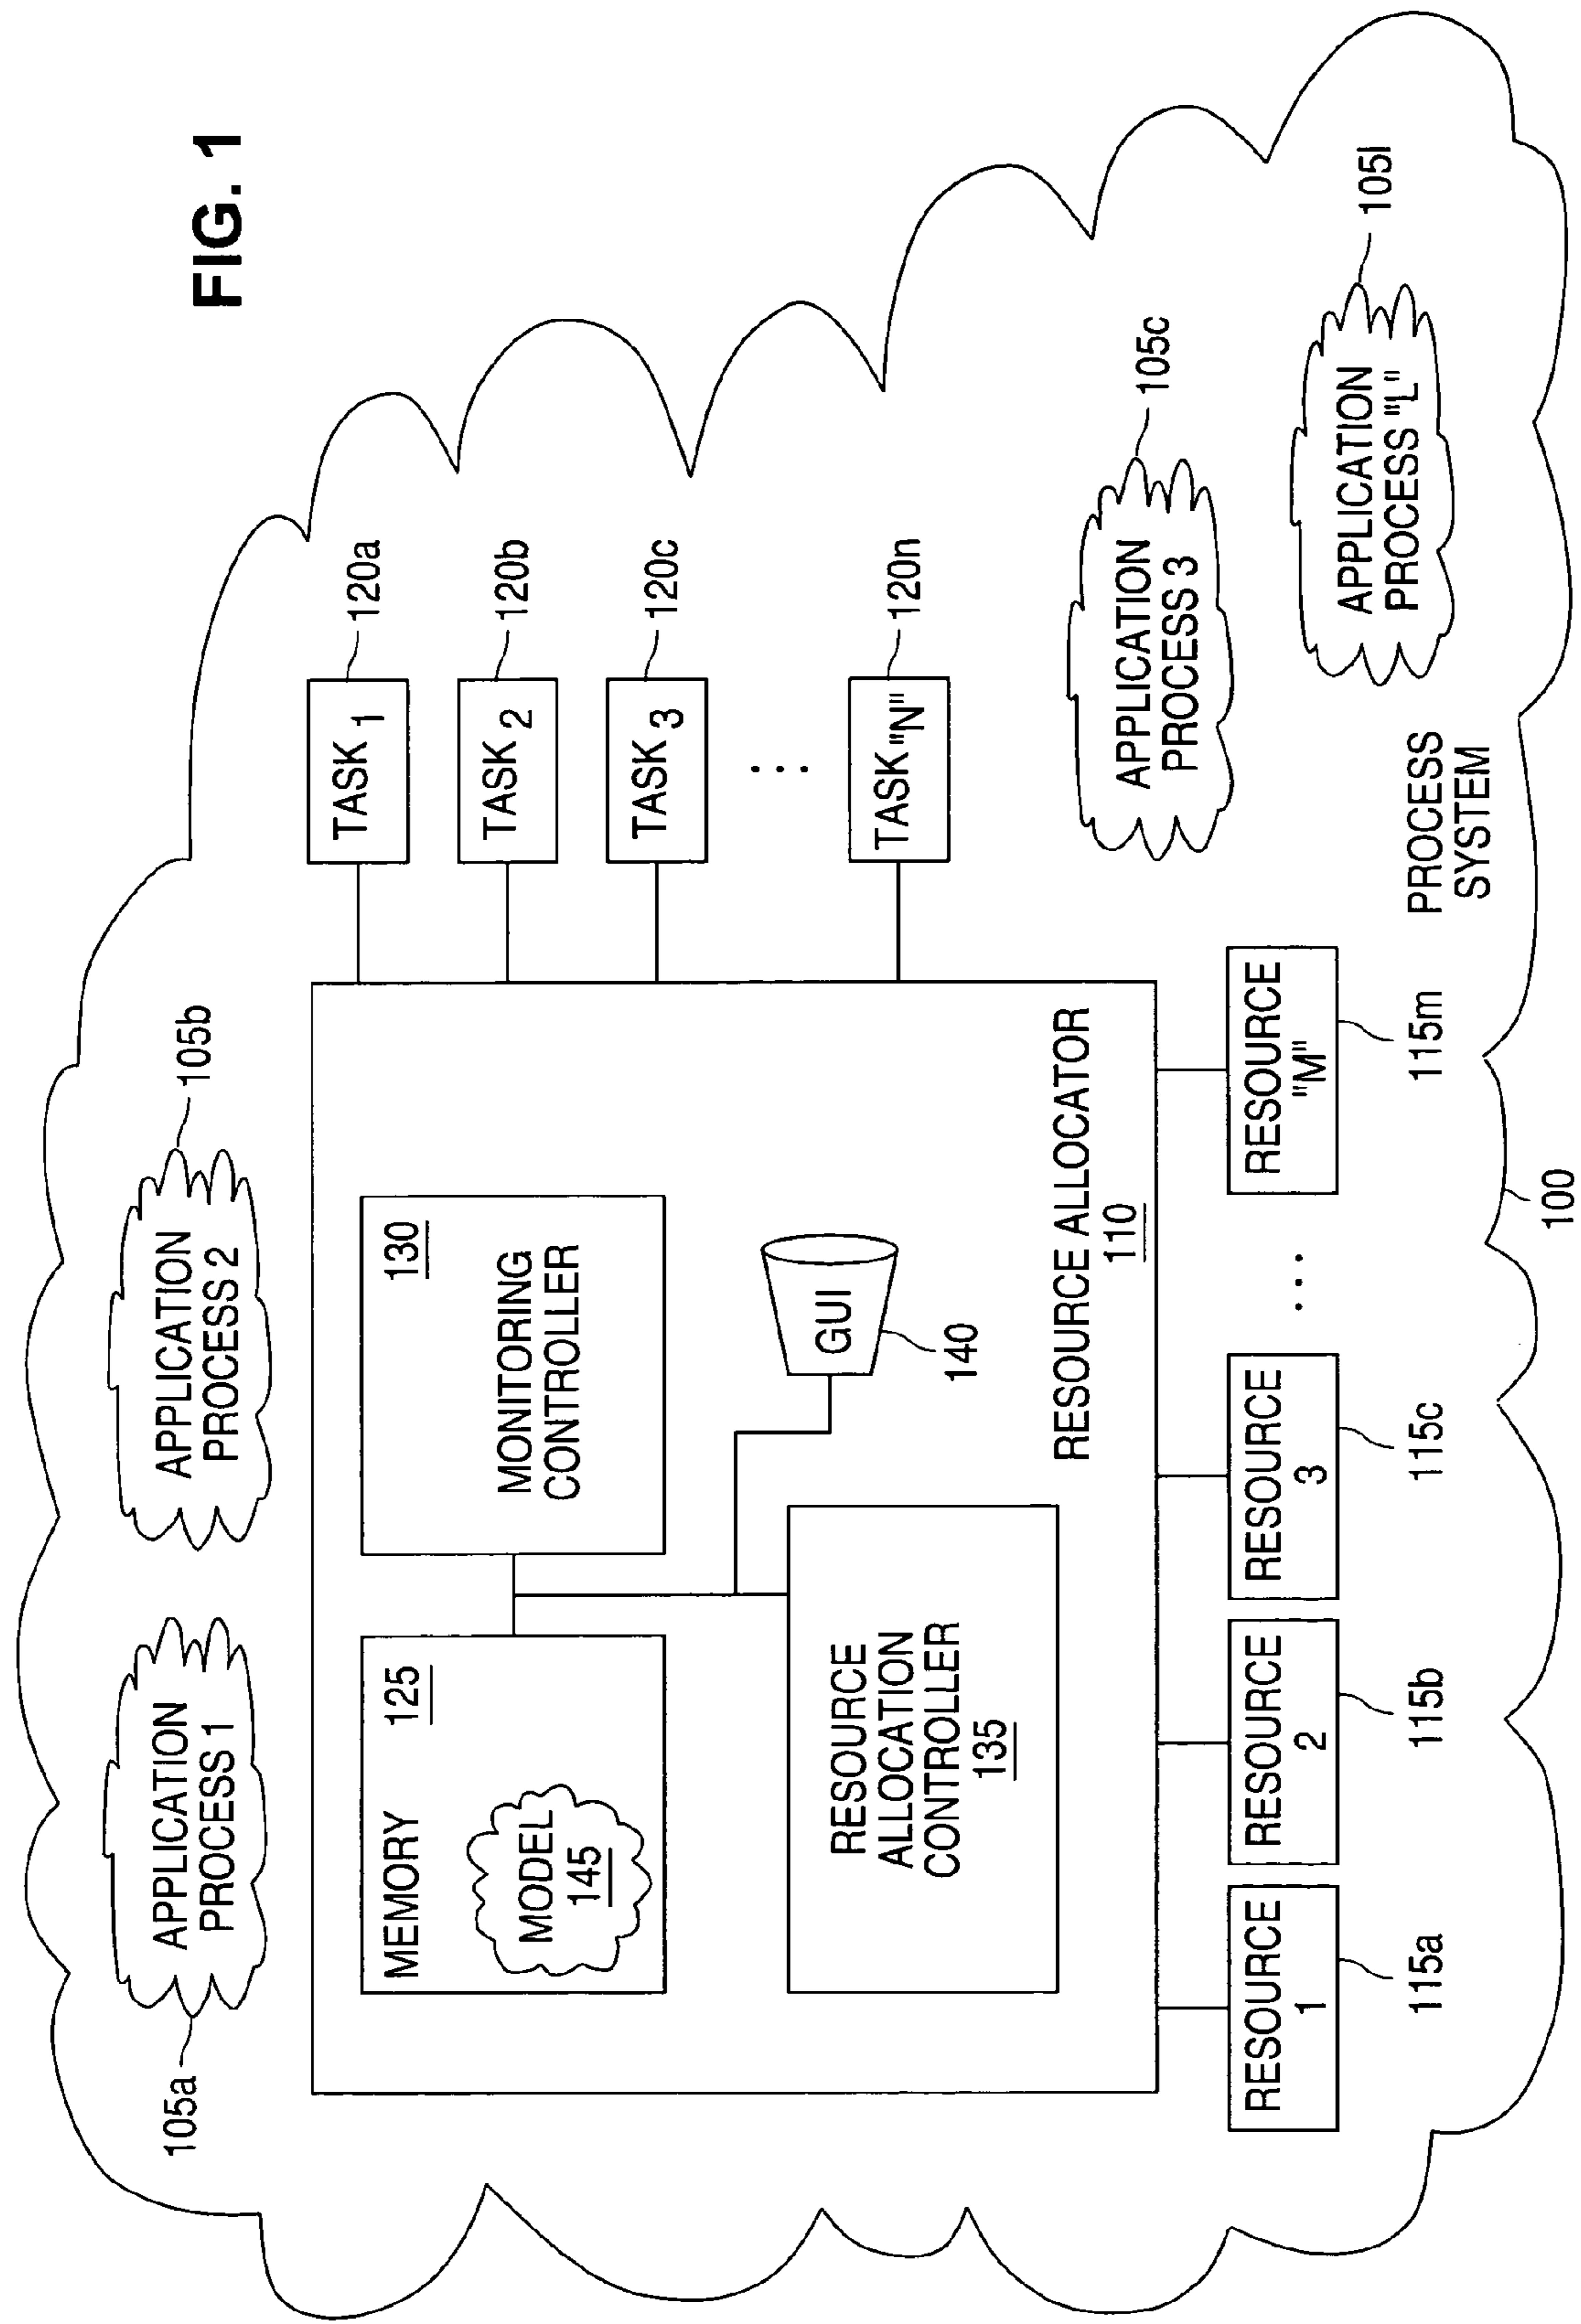 FIG. 1
105a
APPLICATION
PROCESS 1
APPLICATION
PROCESS 2
105b
MEMORY
125
MODEL
145
130
MONITORING
CONTROLLER
RESOURCE
ALLOCATION
CONTROLLER
135
GUI
140
RESOURCE ALLOCATOR
110
TASK 1
120a
TASK 2
120b
TASK 3
120c
...
TASK "N"
120n
APPLICATION
PROCESS 3
105c
APPLICATION
PROCESS "L"
105l
RESOURCE
1
115a
RESOURCE
2
115b
RESOURCE
3
115c
...
RESOURCE
"M"
115m
PROCESS
SYSTEM
100